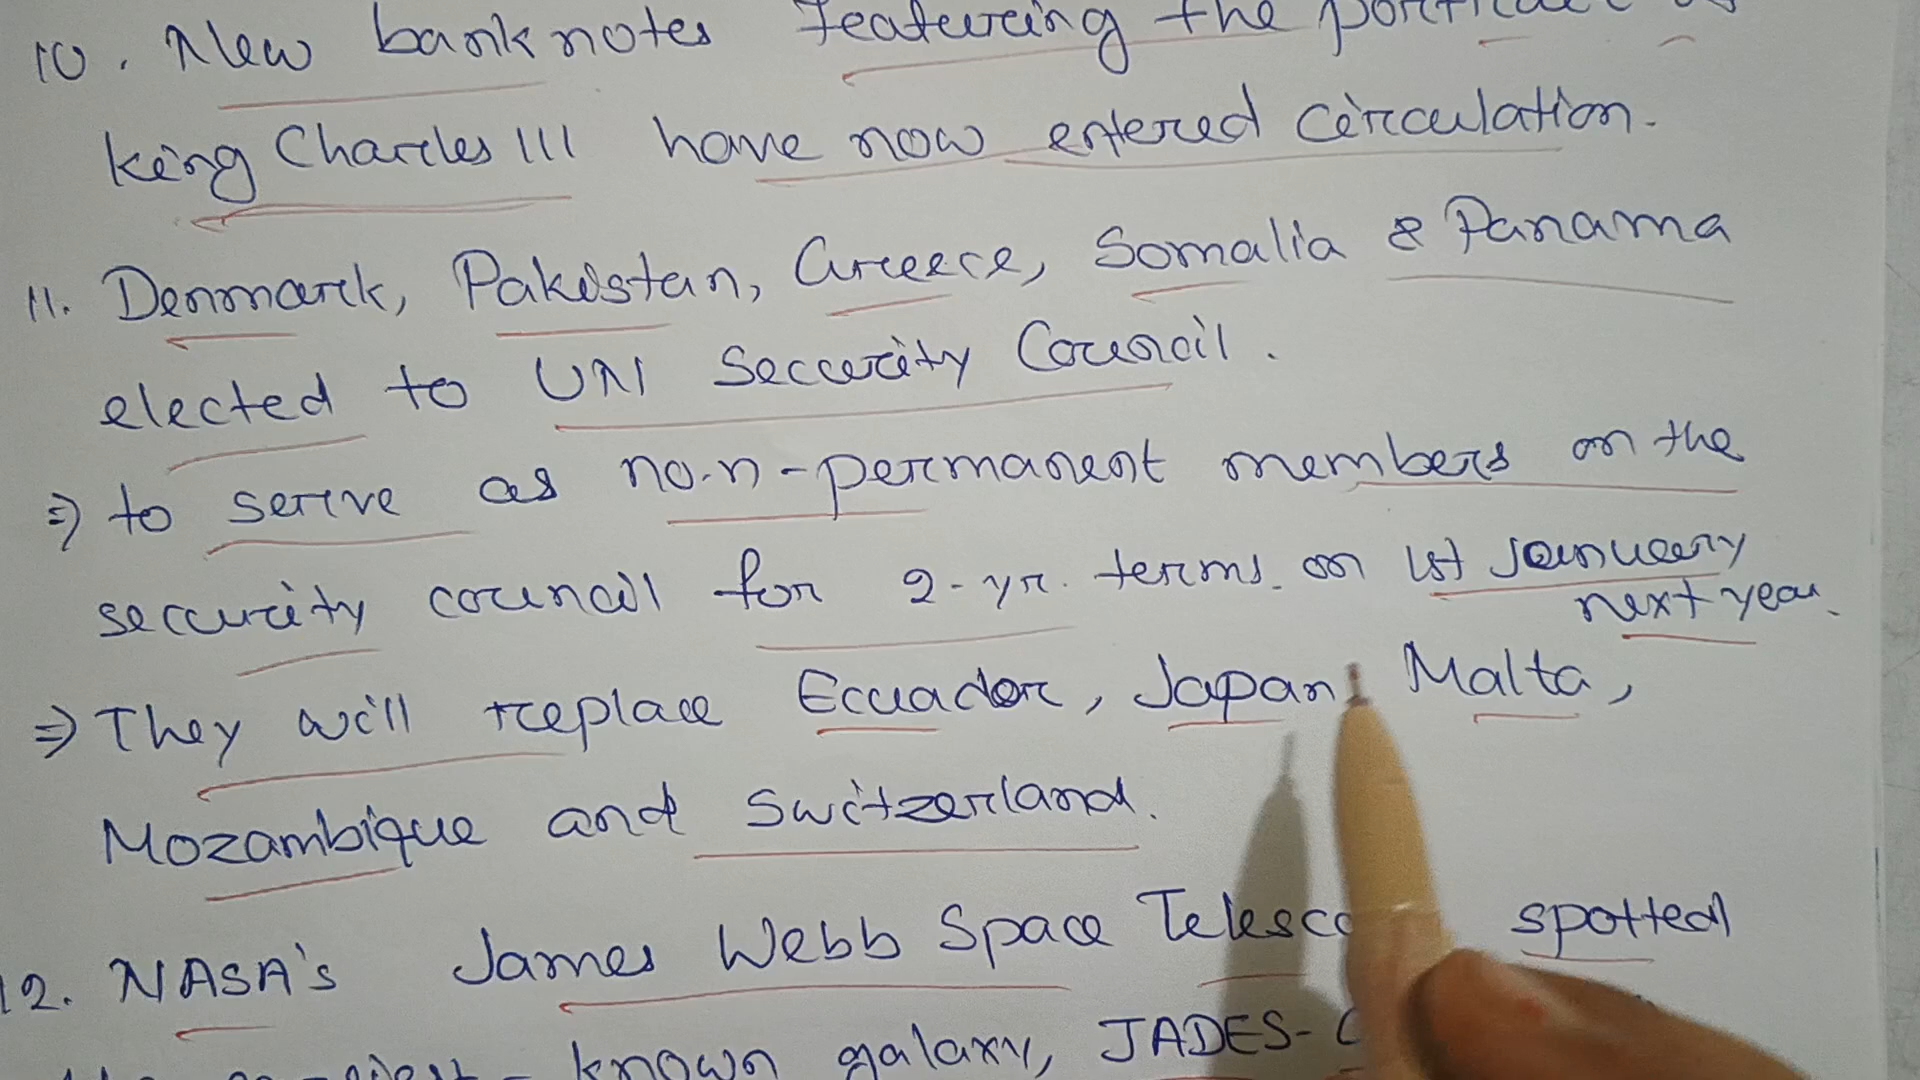 10. New banknotes featuring the portrait
King Charles III have now entered circulation.
11. Denmark, Pakistan, Greece, Somalia & Panama
elected to UN Security Council.
⇒ to serve as non-permanent members on the
security council for 2-yr. terms. on 1st January
next year.
⇒ They will replace Ecuador, Japan, Malta,
Mozambique and Switzerland.
12. NASA's James Webb Space spotted
known galaxy, JADES-